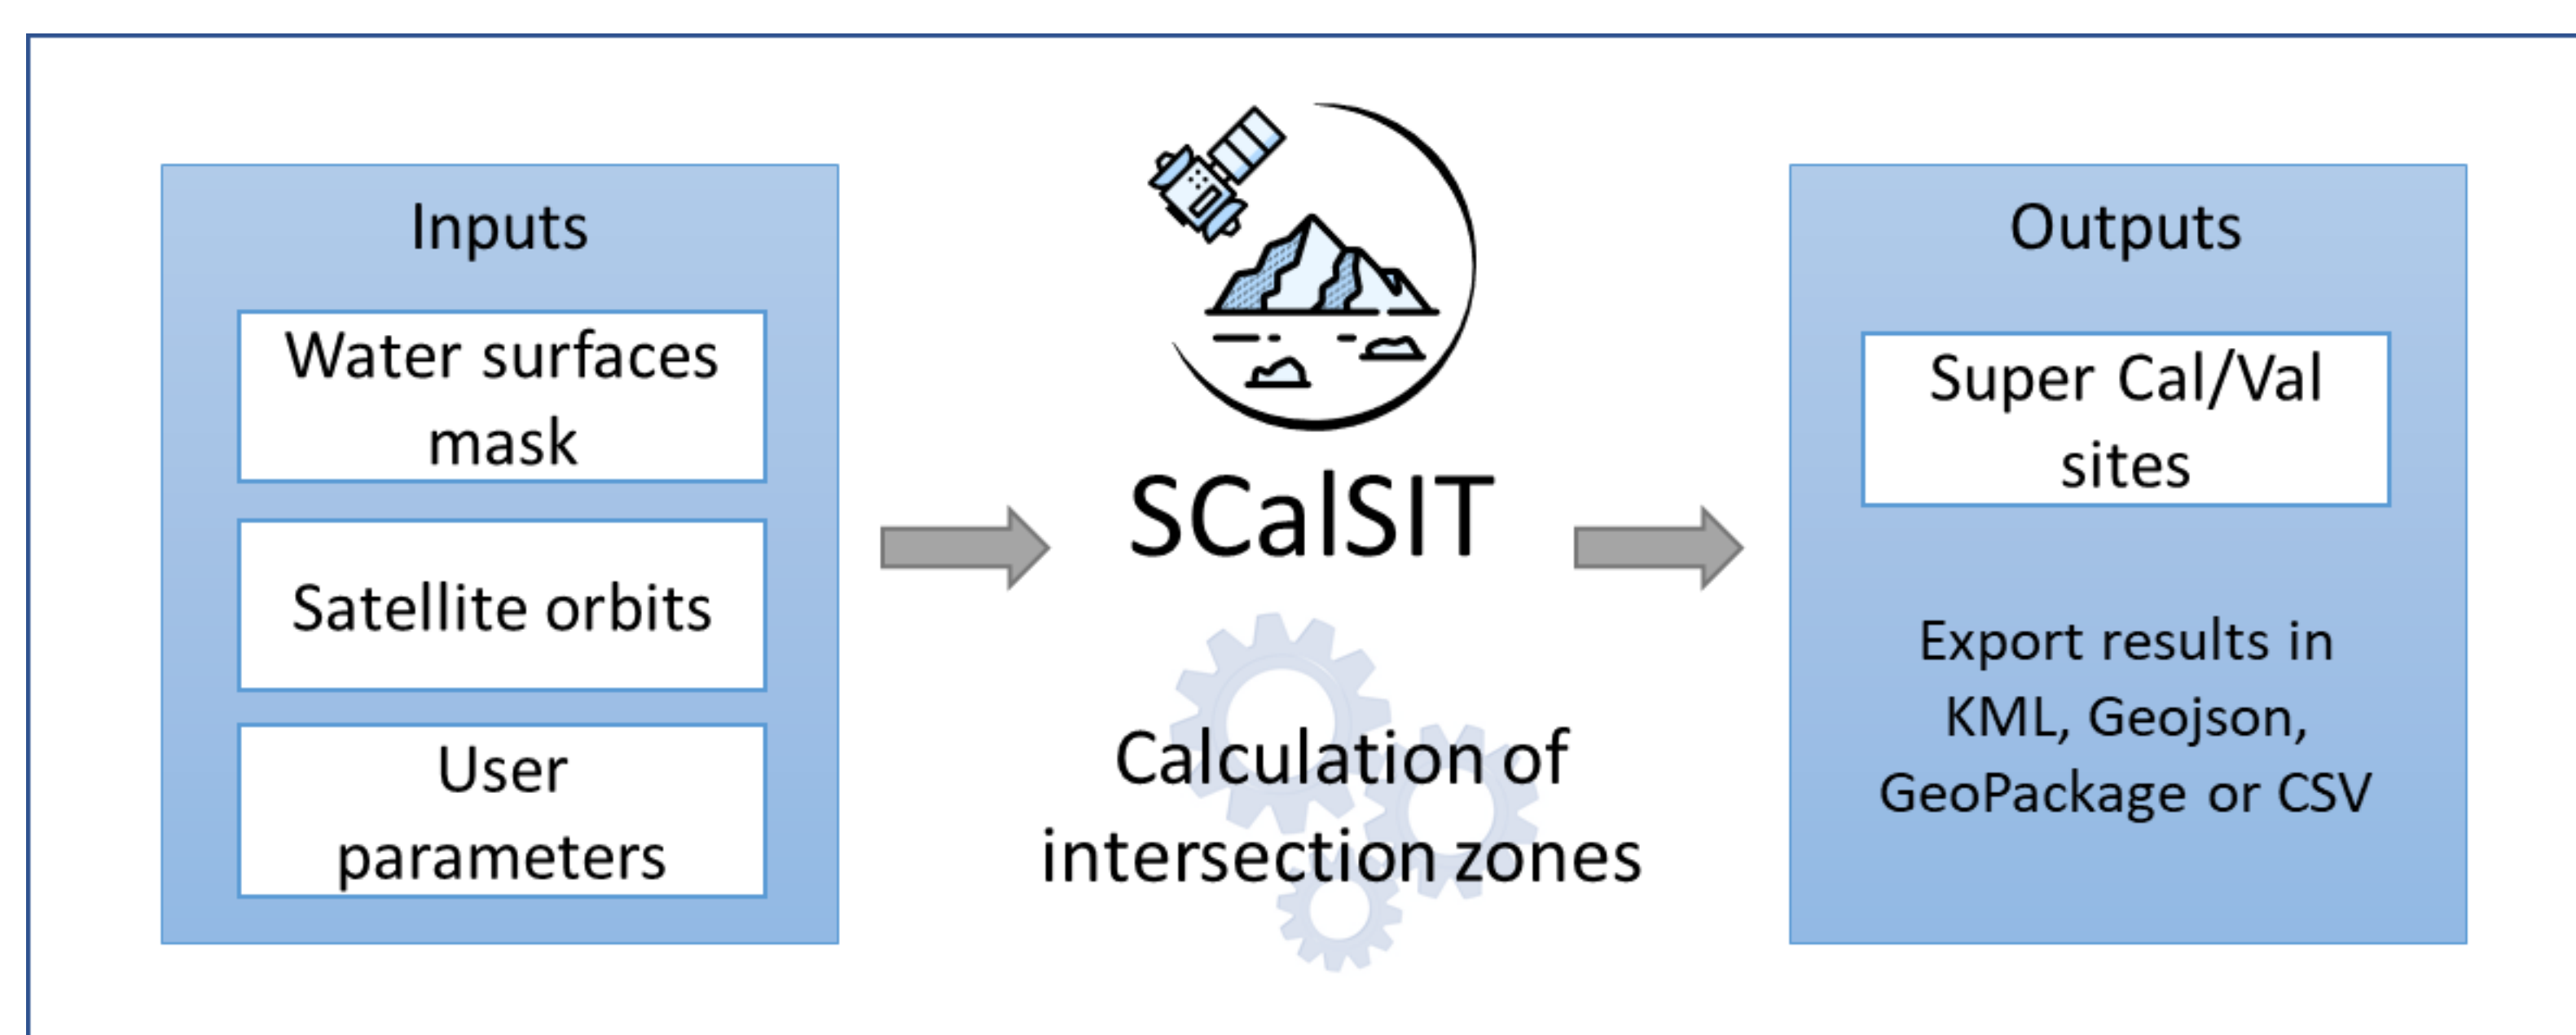 Inputs
Water surfaces
mask
Satellite orbits
User
parameters
SCalSIT
Calculation of
intersection zones
Outputs
Super Cal/Val
sites
Export results in
KML, Geojson,
GeoPackage or CSV